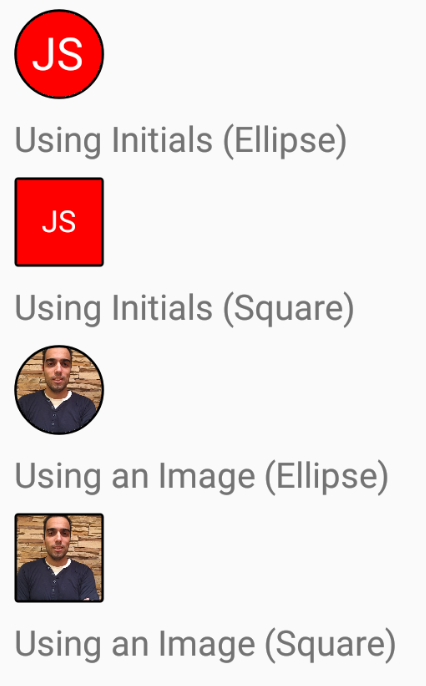 JS
Using Initials (Ellipse)
JS
Using Initials (Square)
Using an Image (Ellipse)
Using an Image (Square)